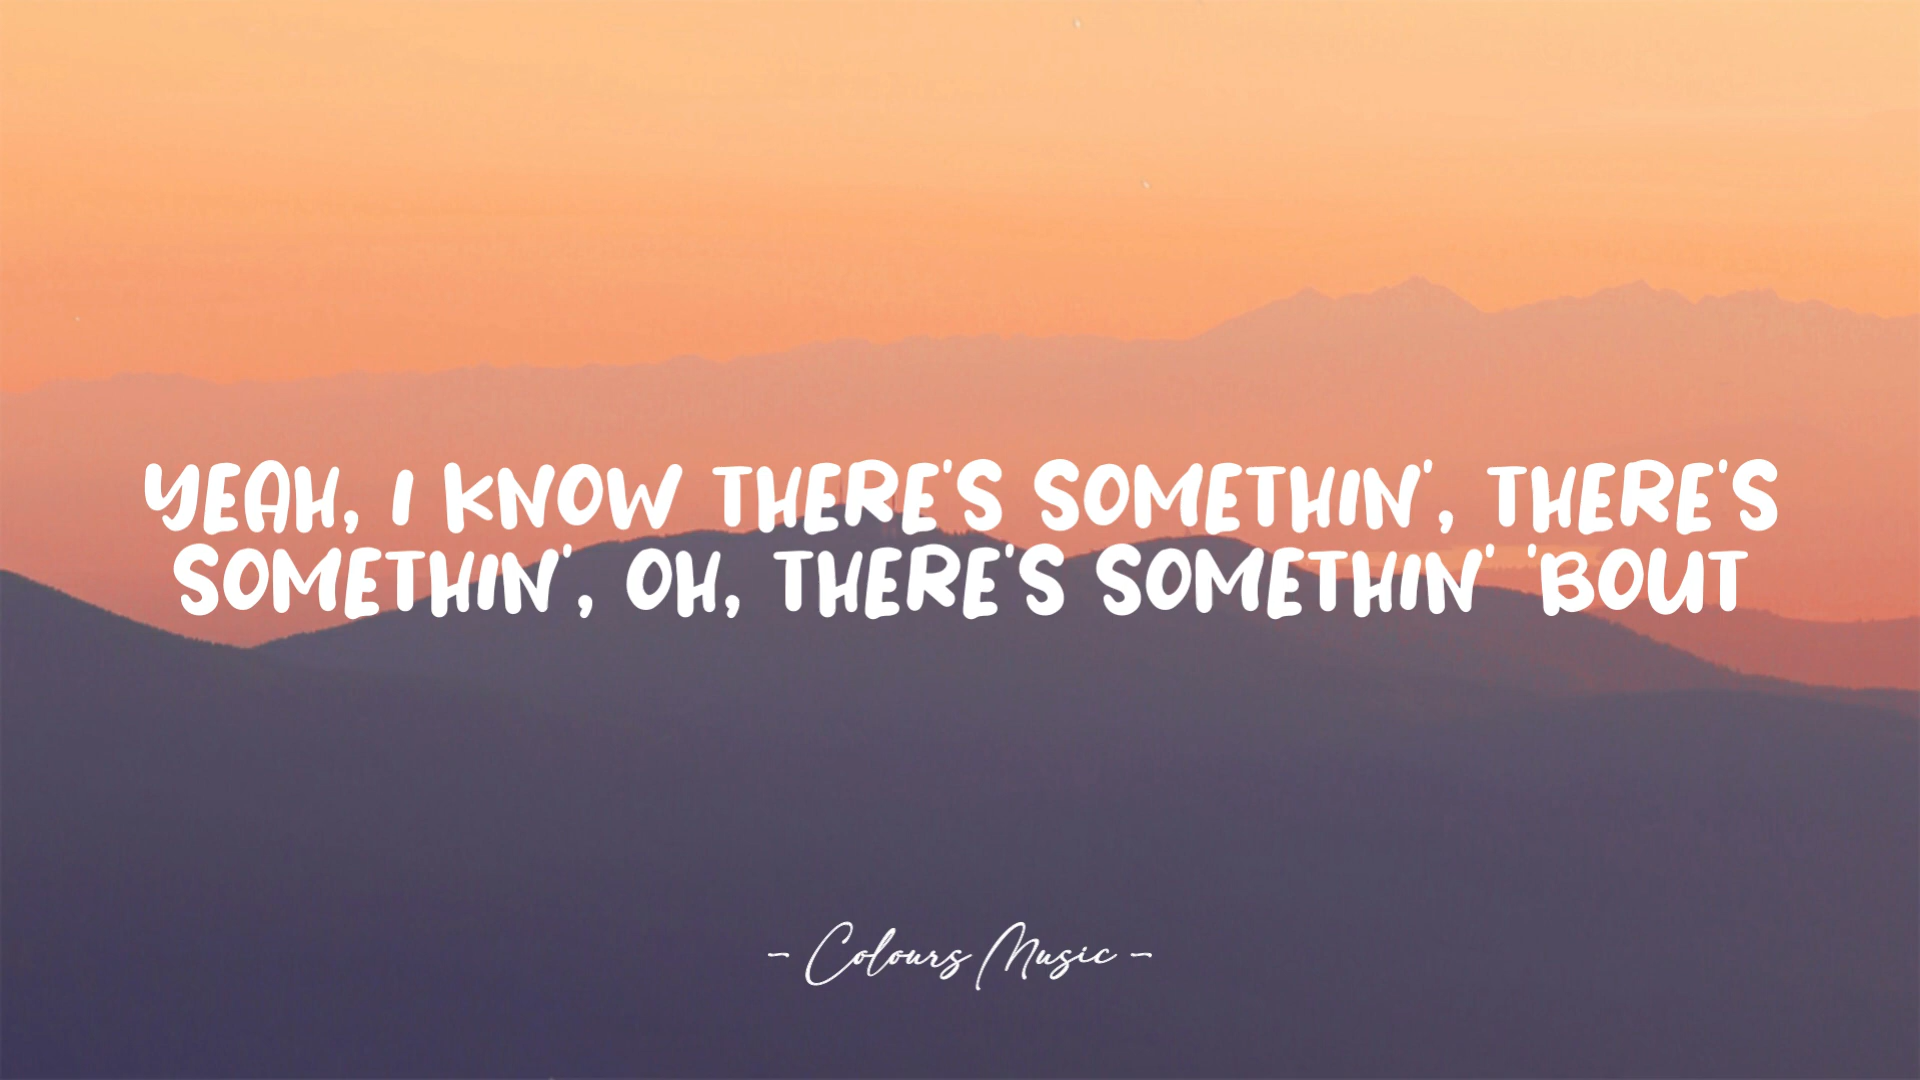 YEAH, I KNOW THERE'S SOMETHIN', THERE'S
SOMETHIN', OH, THERE'S SOMETHIN' 'BOUT
- Colours Music -